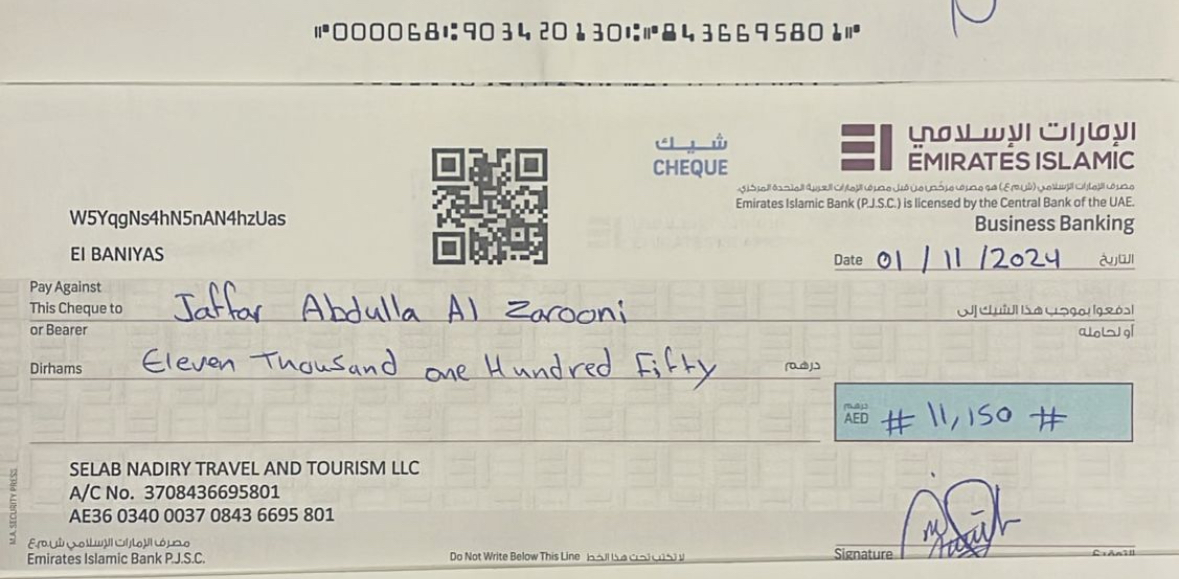 ⑈000068⑆903420130⑆⑈8436695801⑈
الإمارات الإسلامي
EMIRATES ISLAMIC
شيك
CHEQUE
مصرف الإمارات الإسلامي (ش.م.ع) هو مصرف مرخّص من قبل مصرف الإمارات العربية المتحدة المركزي.
Emirates Islamic Bank (P.J.S.C.) is licensed by the Central Bank of the UAE.
Business Banking
W5YqgNs4hN5nAN4hzUas
EI BANIYAS
Date 01/11/2024 التاريخ
Pay Against
This Cheque to Jaffar Abdulla Al Zarooni ادفعوا بموجب هذا الشيك إلى
or Bearer أو لحامله
Dirhams Eleven Thousand one Hundred Fifty درهم
درهم
AED # 11,150 #
SELAB NADIRY TRAVEL AND TOURISM LLC
A/C No. 3708436695801
AE36 0340 0037 0843 6695 801
M.A. SECURITY PRESS
مصرف الإمارات الإسلامي ش.م.ع
Emirates Islamic Bank P.J.S.C.
Do Not Write Below This Line لا تكتب تحت هذا الخط
Signature